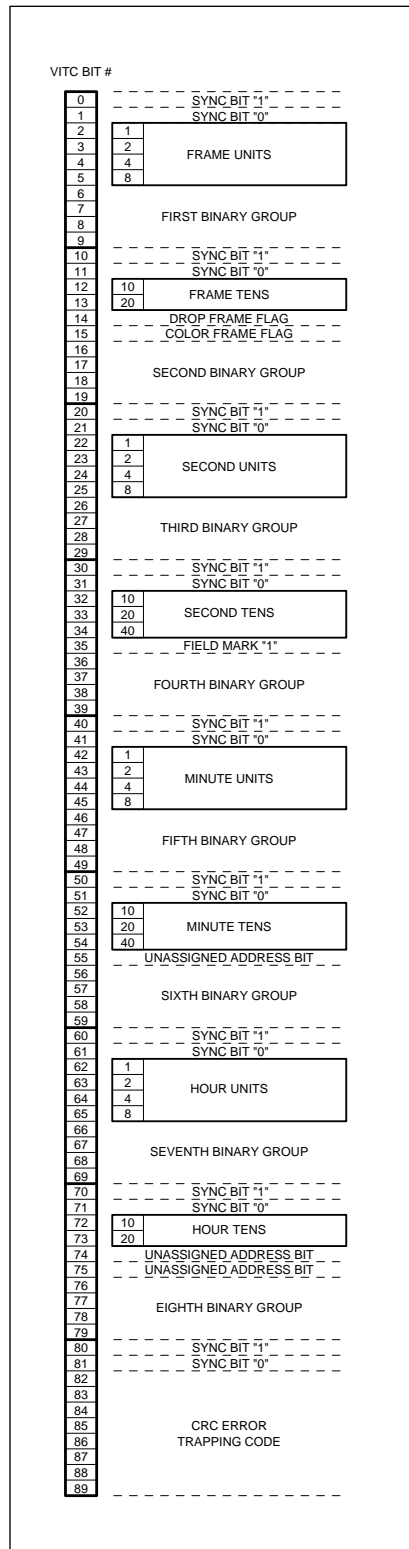 VITC BIT #
0 SYNC BIT "1"
1 SYNC BIT "0"
2 1
3 2 FRAME UNITS
4 4
5 8
6
7 FIRST BINARY GROUP
8
9
10 SYNC BIT "1"
11 SYNC BIT "0"
12 10 FRAME TENS
13 20
14 DROP FRAME FLAG
15 COLOR FRAME FLAG
16
17 SECOND BINARY GROUP
18
19
20 SYNC BIT "1"
21 SYNC BIT "0"
22 1
23 2 SECOND UNITS
24 4
25 8
26
27 THIRD BINARY GROUP
28
29
30 SYNC BIT "1"
31 SYNC BIT "0"
32 10
33 20 SECOND TENS
34 40
35 FIELD MARK "1"
36
37 FOURTH BINARY GROUP
38
39
40 SYNC BIT "1"
41 SYNC BIT "0"
42 1
43 2 MINUTE UNITS
44 4
45 8
46
47 FIFTH BINARY GROUP
48
49
50 SYNC BIT "1"
51 SYNC BIT "0"
52 10
53 20 MINUTE TENS
54 40
55 UNASSIGNED ADDRESS BIT
56
57 SIXTH BINARY GROUP
58
59
60 SYNC BIT "1"
61 SYNC BIT "0"
62 1
63 2 HOUR UNITS
64 4
65 8
66
67 SEVENTH BINARY GROUP
68
69
70 SYNC BIT "1"
71 SYNC BIT "0"
72 10 HOUR TENS
73 20
74 UNASSIGNED ADDRESS BIT
75 UNASSIGNED ADDRESS BIT
76
77 EIGHTH BINARY GROUP
78
79
80 SYNC BIT "1"
81 SYNC BIT "0"
82
83
84
85 CRC ERROR
86 TRAPPING CODE
87
88
89